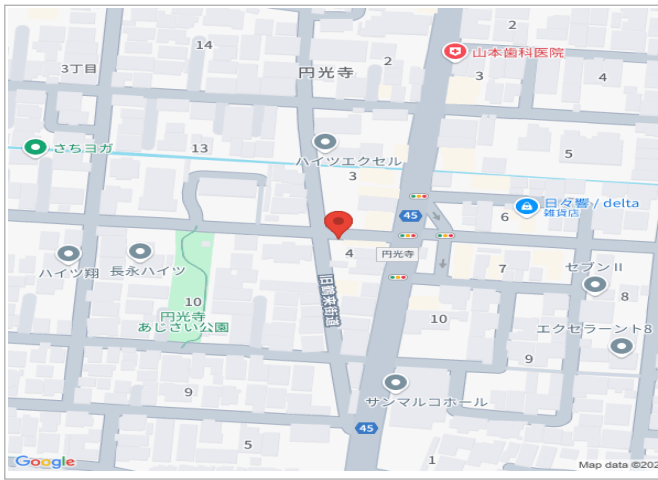 2
14
円光寺
2
山本歯科医院
3
4
3丁目
さちヨガ
13
ハイツエクセル
5
3
45
6
日々響 / delta
雑貨店
4
円光寺
7
ハイツ翔
長永ハイツ
旧鶴来街道
セブンⅡ
8
10
円光寺
あじさい公園
10
エクセラーント8
9
9
サンマルコポール
45
5
1
Google
Map data ©202